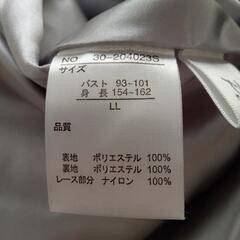 NO 30-204023S
サイズ
バスト 93~101
身長 154~162
LL
品質
表地 ポリエステル 100%
裏地 ポリエステル 100%
レース部分 ナイロン 100%